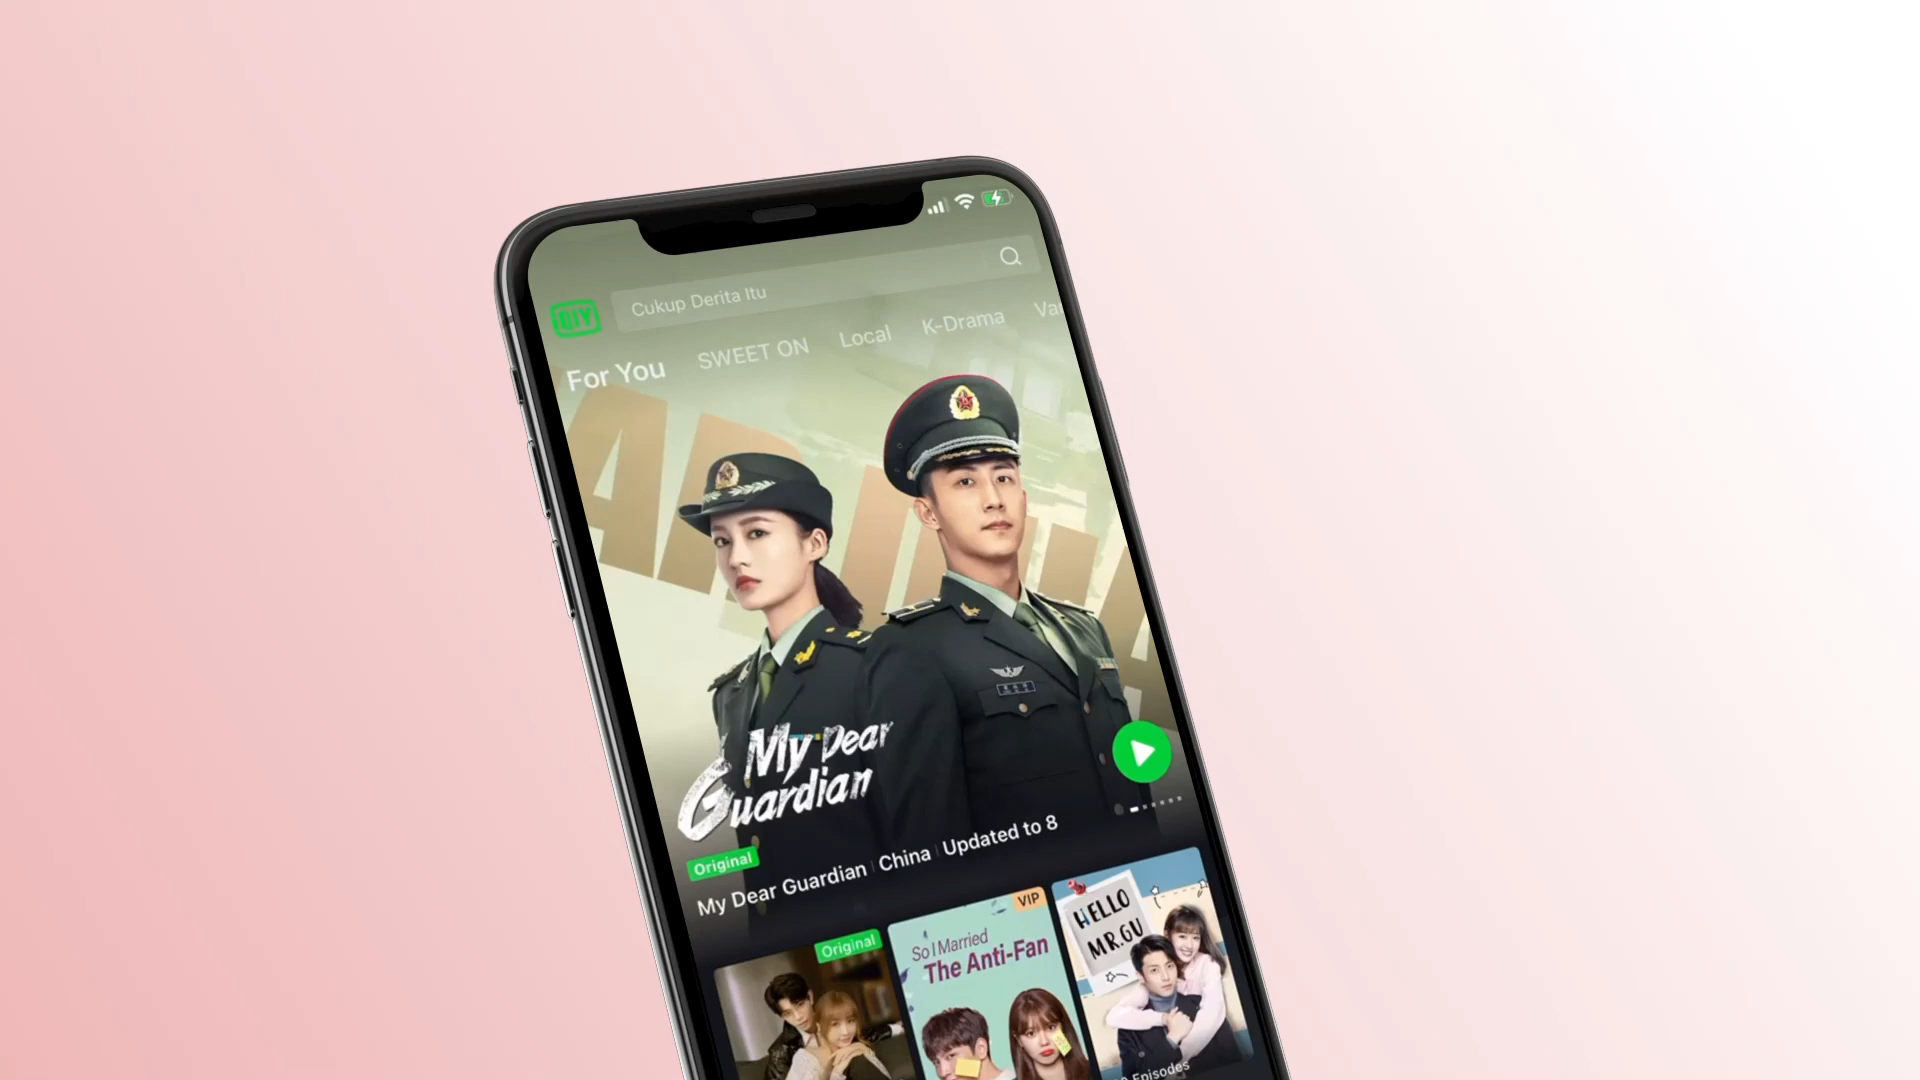 QIY
Cukup Derita Itu
For You
SWEET ON
Local
K-Drama
My Dear
Guardian
Original
My Dear Guardian
China
Updated to 8
Original
VIP
So I Married
The Anti-Fan
HELLO
MR.GU
Episodes